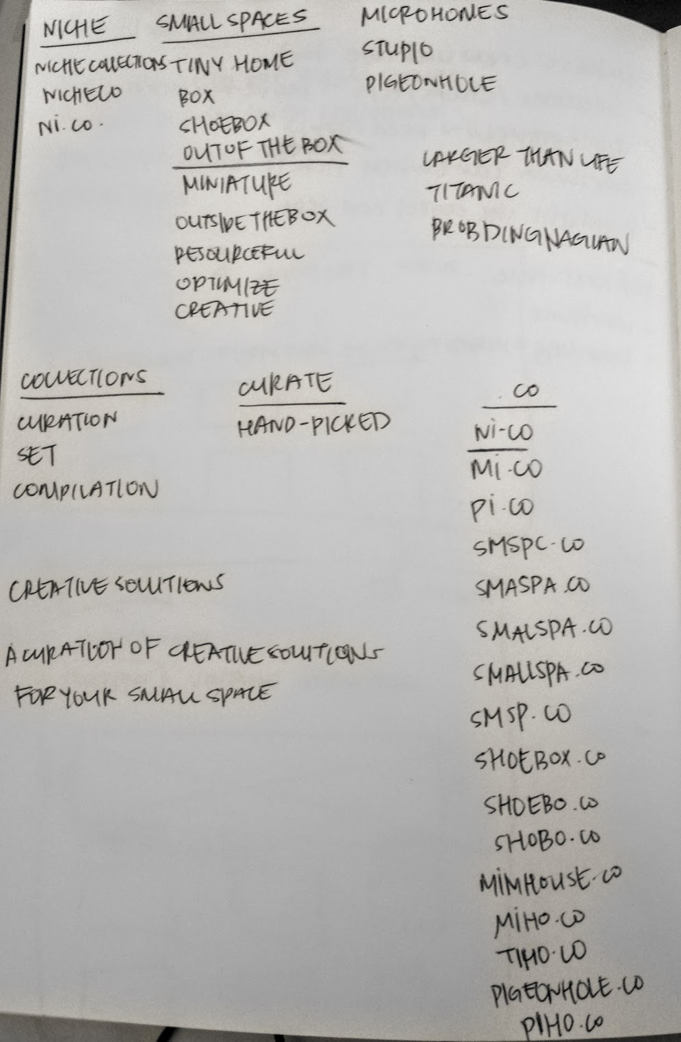 NICHE
NICHE COLLECTIONS
NICHECO
Ni.CO.
SMALL SPACES
TINY HOME
BOX
SHOEBOX
OUT OF THE BOX
MINIATURE
OUTSIDE THE BOX
RESOURCEFUL
OPTIMIZE
CREATIVE
MICROHOMES
STUDIO
PIGEONHOLE
LARGER THAN LIFE
TITANIC
BROBDINGNAGIAN
COLLECTIONS
CURATION
SET
COMPILATION
CURATE
HAND-PICKED
.CO
Ni-CO
Mi.CO
Pi.CO
SMSPC.CO
SMASPA.CO
SMALSPA.CO
SMALLSPA.CO
SMSP.CO
SHOEBOX.CO
SHOEBO.CO
SHOBO.CO
MiMHOUSE.CO
MiHO.CO
TIHO.CO
PIGEONHOLE.CO
PIHO.CO
CREATIVE SOLUTIONS
A CURATION OF CREATIVE SOLUTIONS
FOR YOUR SMALL SPACE